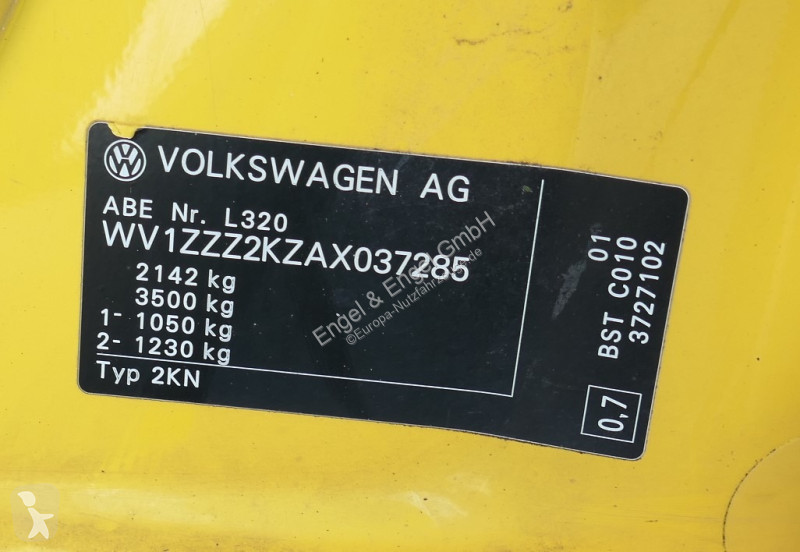 VOLKSWAGEN AG
ABE Nr. L320
WV1ZZZ2KZAX037285
2142 kg
3500 kg
1- 1050 kg
2- 1230 kg
Typ 2KN
01
BST C010
3727102
0,7
Engel & Engel GmbH
©Europa-Nutzfahrzeuge.de